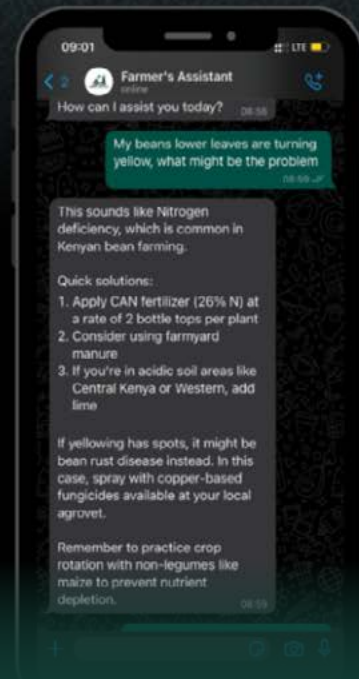 09:01
LTE
2
Farmer's Assistant
online
How can I assist you today?
08:58
My beans lower leaves are turning
yellow, what might be the problem
08:59
This sounds like Nitrogen
deficiency, which is common in
Kenyan bean farming.
Quick solutions:
1. Apply CAN fertilizer (26% N) at
a rate of 2 bottle tops per plant
2. Consider using farmyard
manure
3. If you're in acidic soil areas like
Central Kenya or Western, add
lime
If yellowing has spots, it might be
bean rust disease instead. In this
case, spray with copper-based
fungicides available at your local
agrovet.
Remember to practice crop
rotation with non-legumes like
maize to prevent nutrient
depletion.
08:59